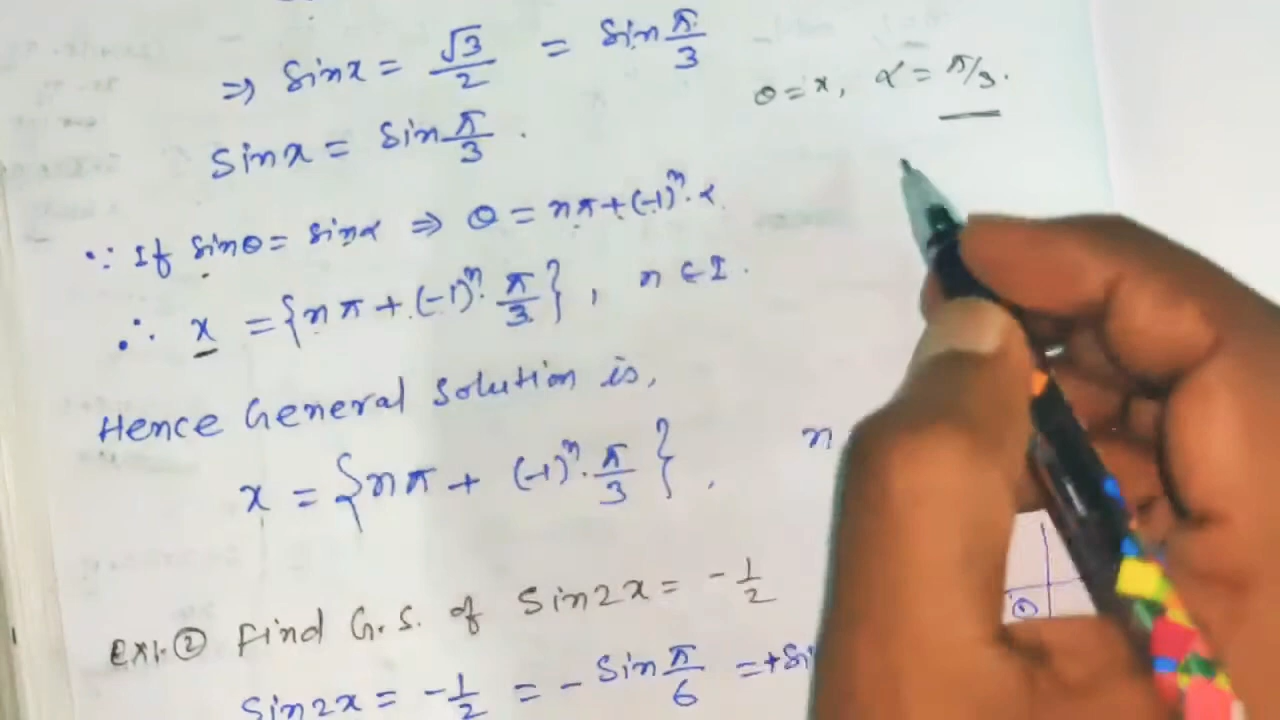 ⇒ Sinx = √3/2 = Sin π/3
θ = x, α = π/3.
Sinx = Sin π/3 .
∵ If sinθ = sinα ⇒ θ = nπ + (-1)ⁿ·α
∴ x = {nπ + (-1)ⁿ· π/3} , n ∈ I .
Hence General Solution is,
x = {nπ + (-1)ⁿ· π/3} , n
Ex:② Find G.S. of Sin2x = -1/2
Sin2x = -1/2 = - Sin π/6 = +Si